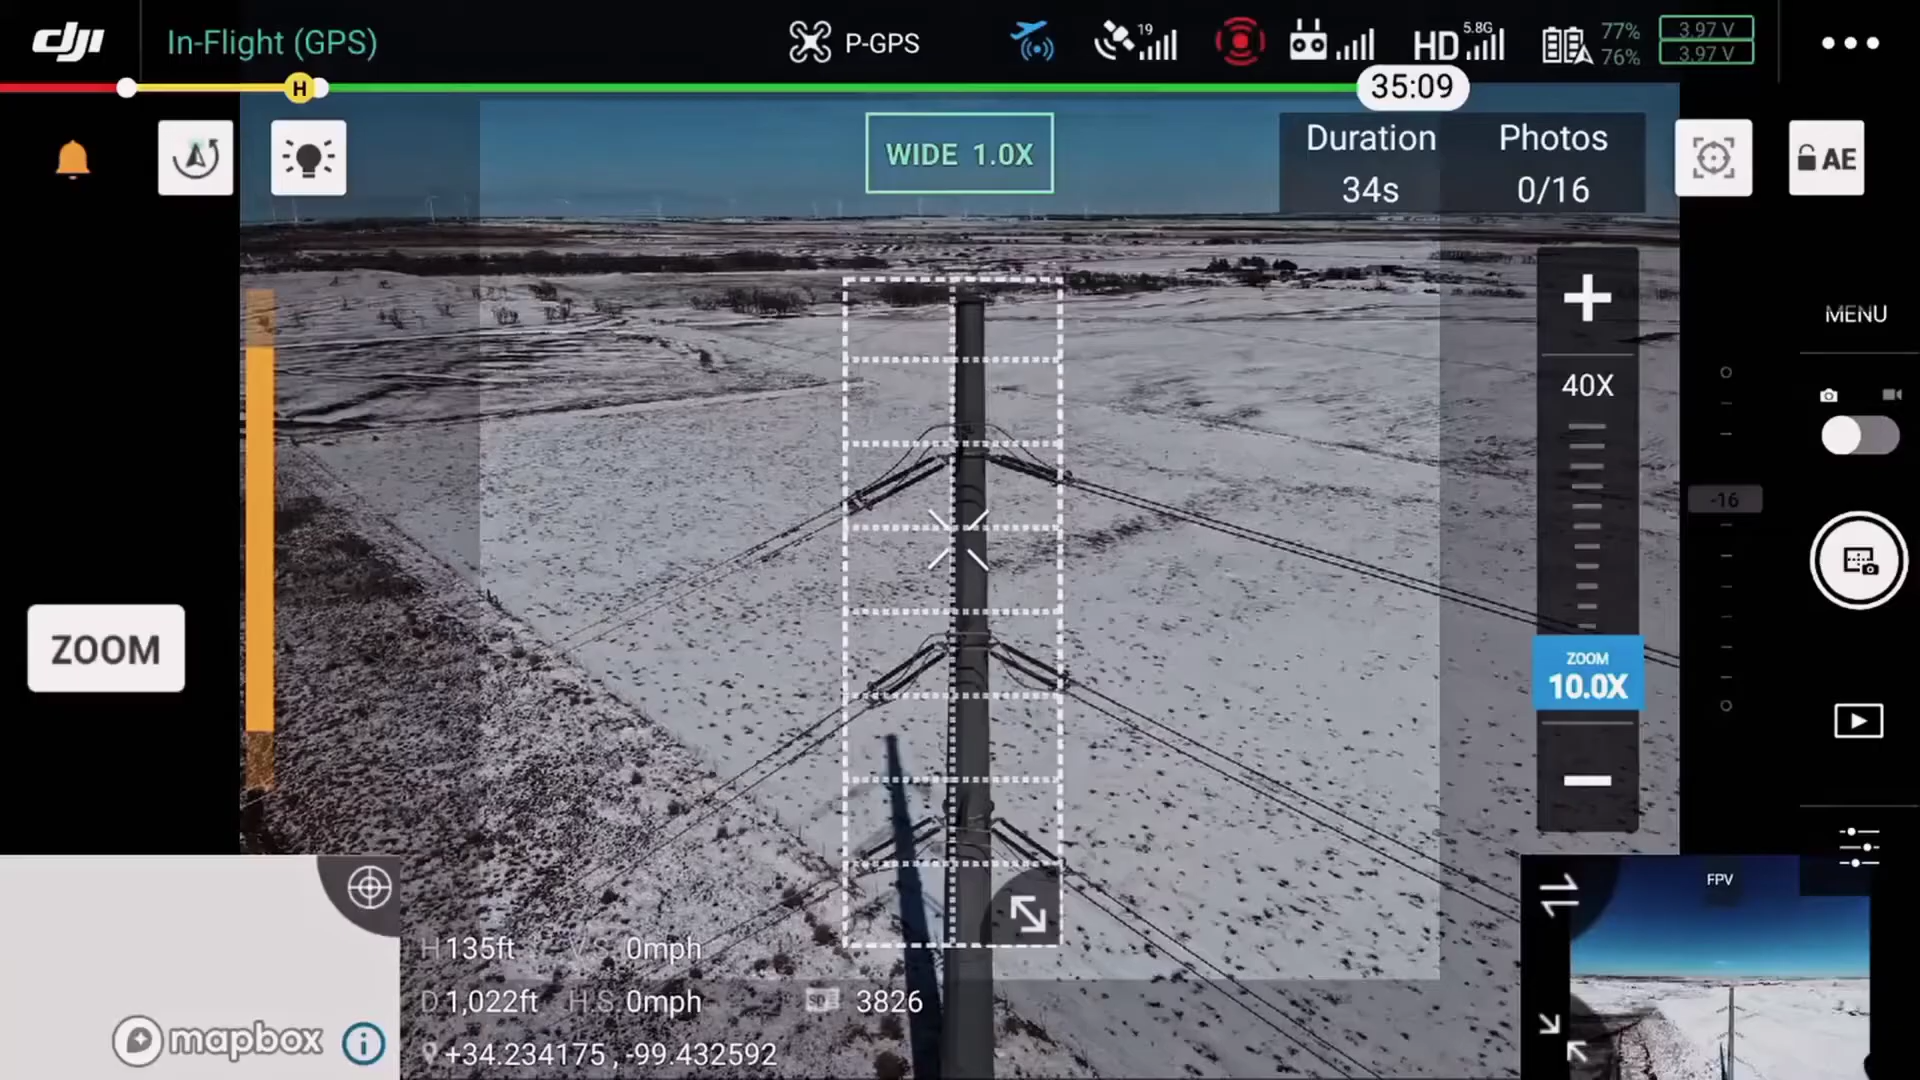 dji
In-Flight (GPS)
P-GPS
19
HD
5.8G
77%
76%
3.97 V
3.97 V
H
35:09
WIDE 1.0X
Duration
Photos
34s
0/16
AE
MENU
40X
-16
ZOOM
10.0X
ZOOM
FPV
H 135ft V.S. 0mph
D 1,022ft H.S. 0mph SD 3826
+34.234175, -99.432592
mapbox